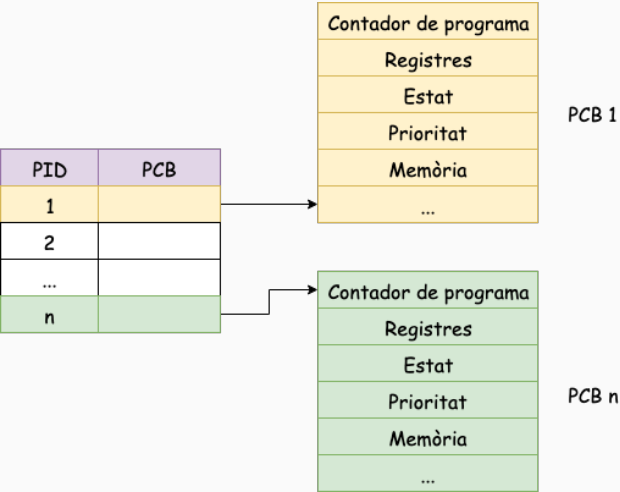 PID PCB
1
2
...
n
Contador de programa
Registres
Estat
Prioritat
Memòria
...
PCB 1
Contador de programa
Registres
Estat
Prioritat
Memòria
...
PCB n